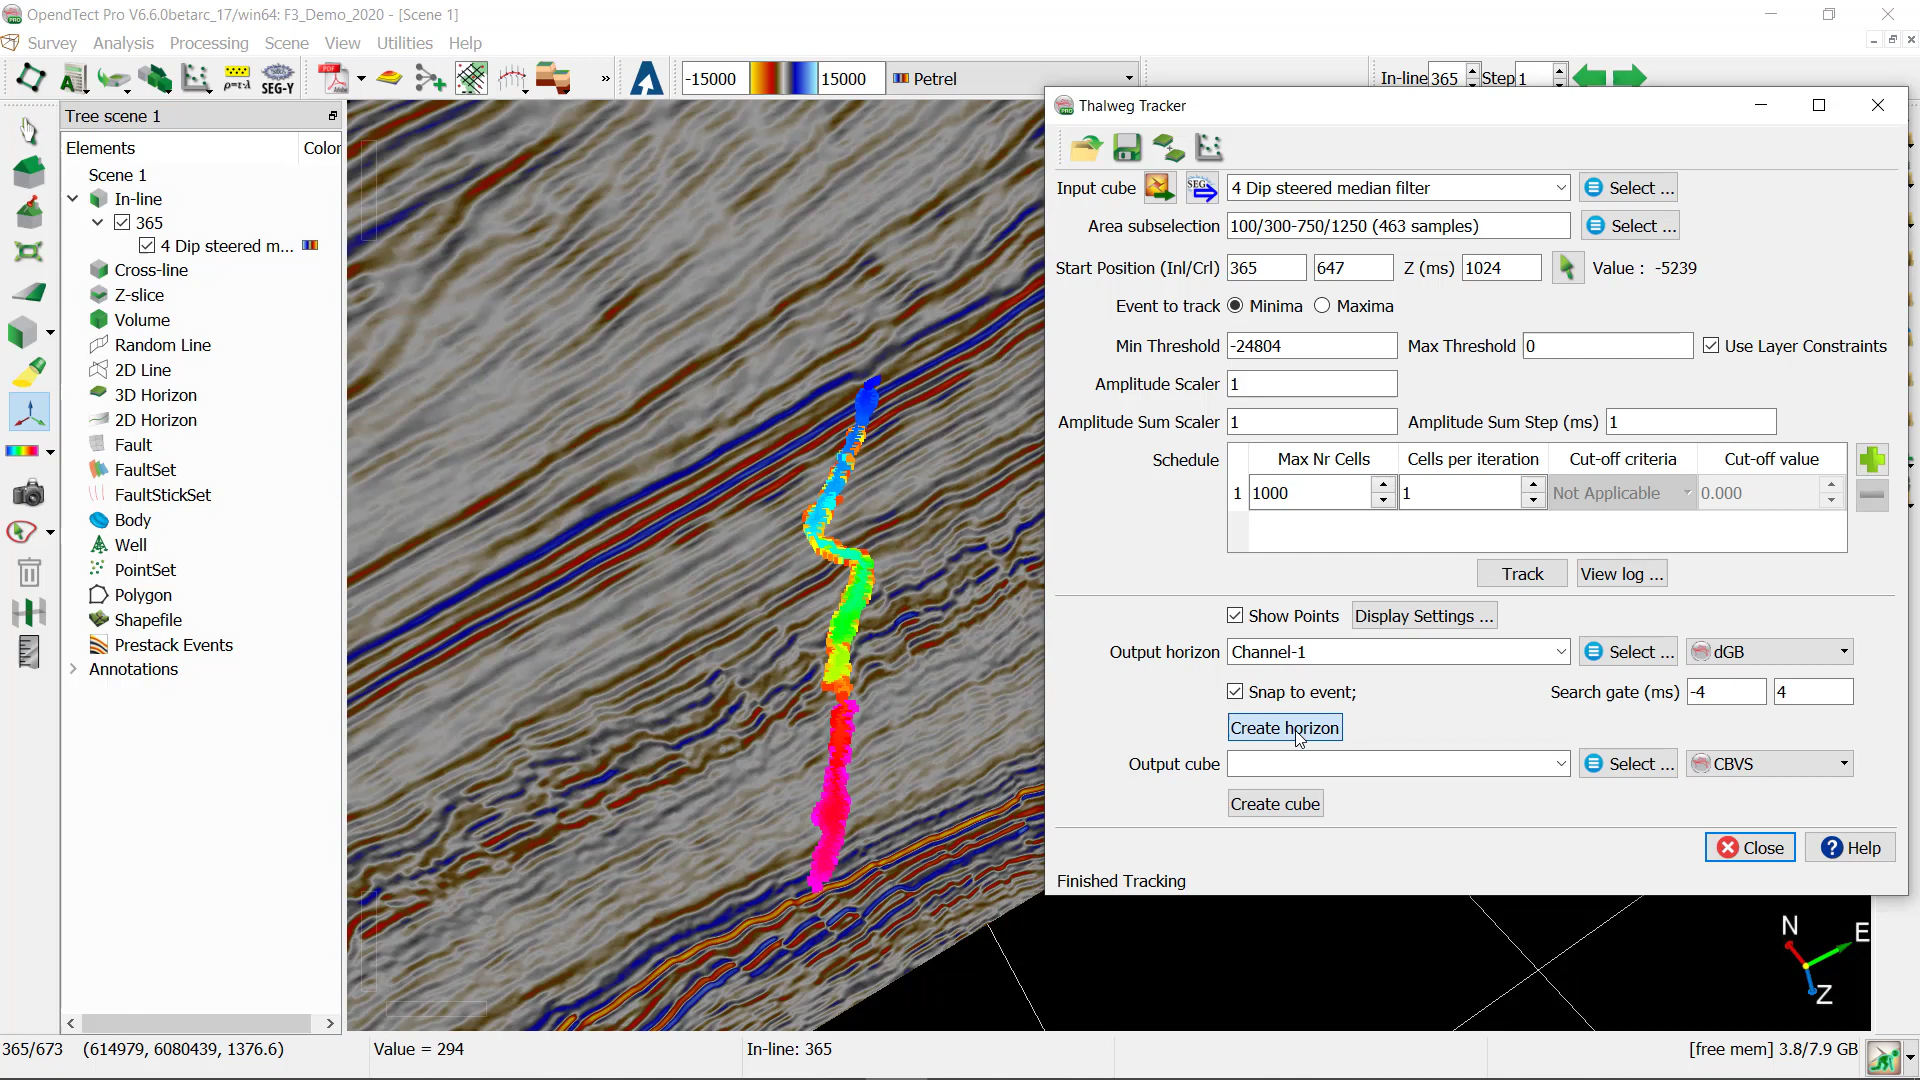 OpendTect Pro V6.6.0betarc_17/win64: F3_Demo_2020 - [Scene 1]
Survey Analysis Processing Scene View Utilities Help
PDF Adobe ρ=τ.λ SEG-Y » -15000 15000 Petrel In-line 365 Step 1
Tree scene 1
Elements Color
Scene 1
In-line
365
4 Dip steered m...
Cross-line
Z-slice
Volume
Random Line
2D Line
3D Horizon
2D Horizon
Fault
FaultSet
FaultStickSet
Body
Well
PointSet
Polygon
Shapefile
Prestack Events
Annotations
Thalweg Tracker
Input cube SEG 4 Dip steered median filter Select ...
Area subselection 100/300-750/1250 (463 samples) Select ...
Start Position (Inl/Crl) 365 647 Z (ms) 1024 Value : -5239
Event to track Minima Maxima
Min Threshold -24804 Max Threshold 0 Use Layer Constraints
Amplitude Scaler 1
Amplitude Sum Scaler 1 Amplitude Sum Step (ms) 1
Schedule Max Nr Cells Cells per iteration Cut-off criteria Cut-off value
1 1000 1 Not Applicable 0.000
Track View log ...
Show Points Display Settings ...
Output horizon Channel-1 Select ... dGB
Snap to event; Search gate (ms) -4 4
Create horizon
Output cube Select ... CBVS
Create cube
Close Help
Finished Tracking
N
E
Z
365/673 (614979, 6080439, 1376.6) Value = 294 In-line: 365 [free mem] 3.8/7.9 GB